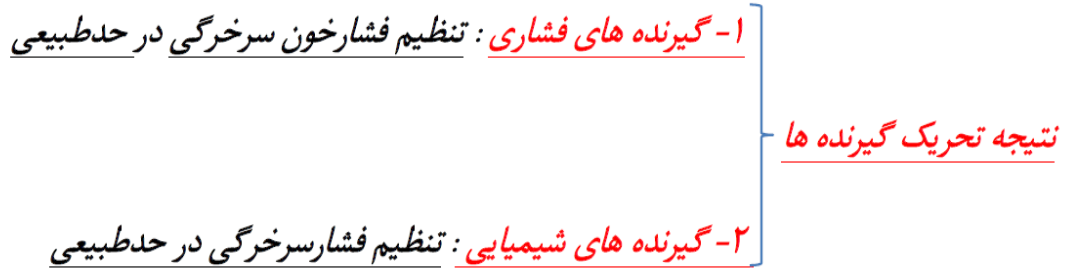 نتیجه تحریک گیرنده ها
۱- گیرنده های فشاری : تنظیم فشارخون سرخرگی در حدطبیعی
۲- گیرنده های شیمیایی : تنظیم فشارسرخرگی در حدطبیعی